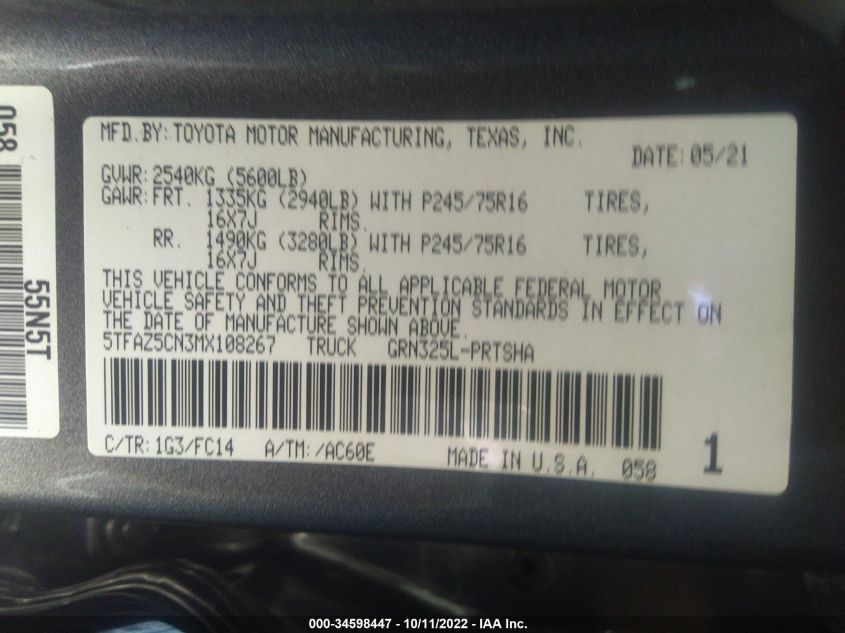 058
55N5T
MFD.BY:TOYOTA MOTOR MANUFACTURING, TEXAS, INC.
DATE:05/21
GVWR:2540KG (5600LB)
GAWR:FRT. 1335KG (2940LB) WITH P245/75R16 TIRES,
16X7J RIMS.
RR. 1490KG (3280LB) WITH P245/75R16 TIRES,
16X7J RIMS.
THIS VEHICLE CONFORMS TO ALL APPLICABLE FEDERAL MOTOR
VEHICLE SAFETY AND THEFT PREVENTION STANDARDS IN EFFECT ON
THE DATE OF MANUFACTURE SHOWN ABOVE.
5TFAZ5CN3MX108267 TRUCK GRN325L-PRTSHA
C/TR:1G3/FC14 A/TM:/AC60E MADE IN U.S.A. 058
1
000-34598447 - 10/11/2022 - IAA Inc.